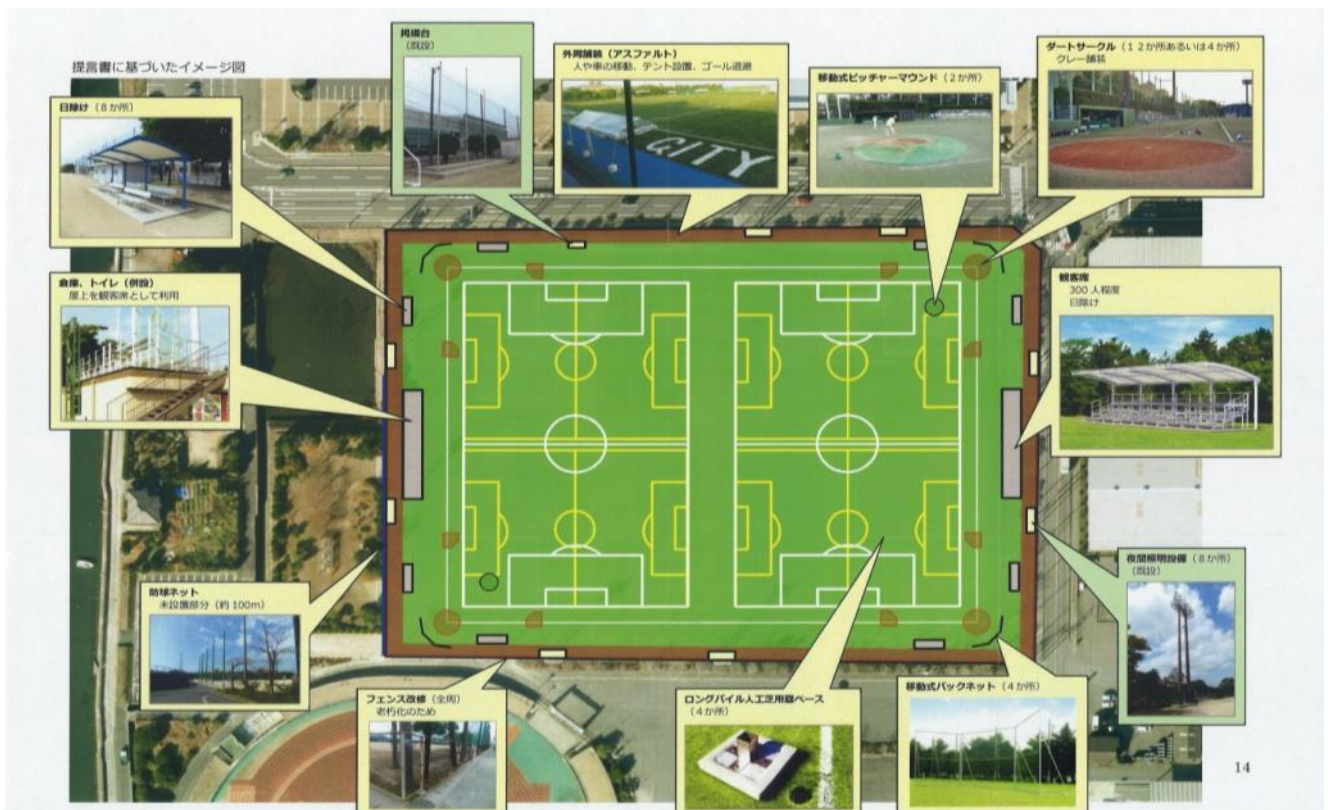 提言書に基づいたイメージ図
掲揚台
(既設)
外周舗装(アスファルト)
人や車の移動、テント設置、ゴール退避
CITY
移動式ピッチャーマウンド(2か所)
ダートサークル(12か所あるいは4か所)
クレー舗装
日除け(8か所)
倉庫、トイレ(併設)
屋上を観客席として利用
観客席
300人程度
日除け
防球ネット
未設置部分(約100m)
夜間照明設備(8か所)
(既設)
フェンス改修(全周)
老朽化のため
ロングパイル人工芝用塁ベース
(4か所)
移動式バックネット(4か所)
14